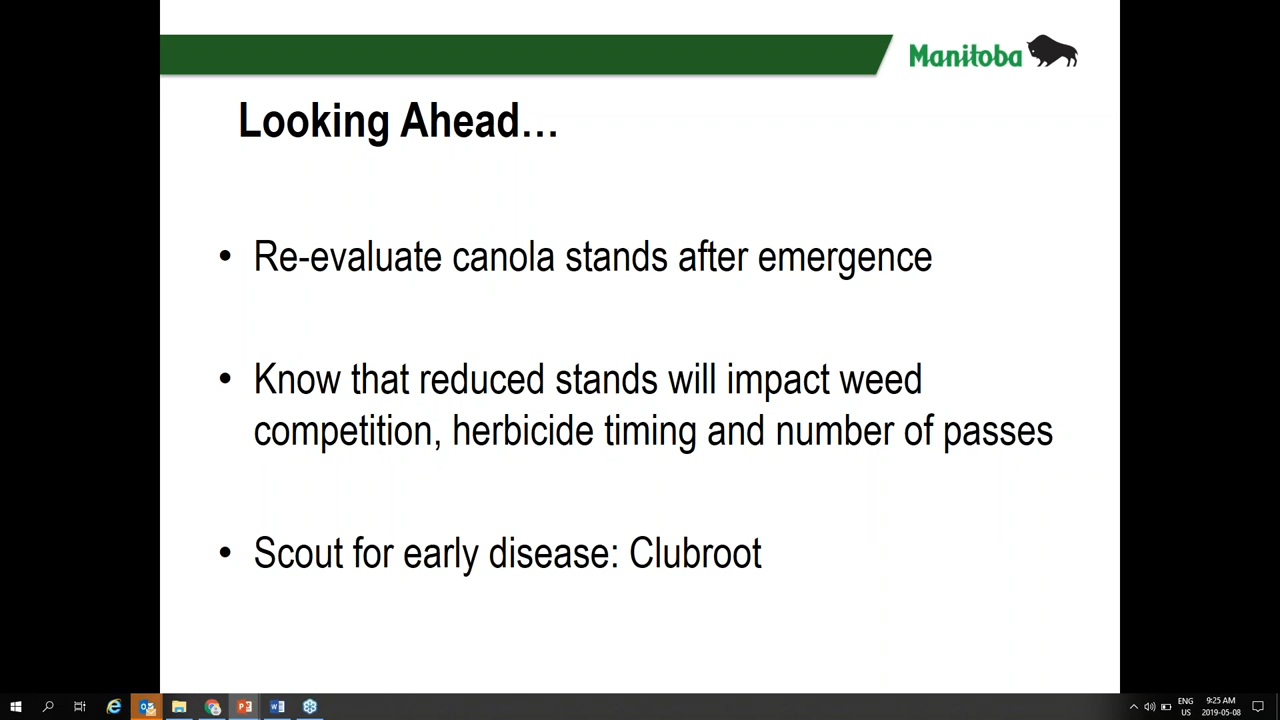 Manitoba
Looking Ahead…
• Re-evaluate canola stands after emergence
• Know that reduced stands will impact weed
competition, herbicide timing and number of passes
• Scout for early disease: Clubroot
ENG
US
9:25 AM
2019-05-08